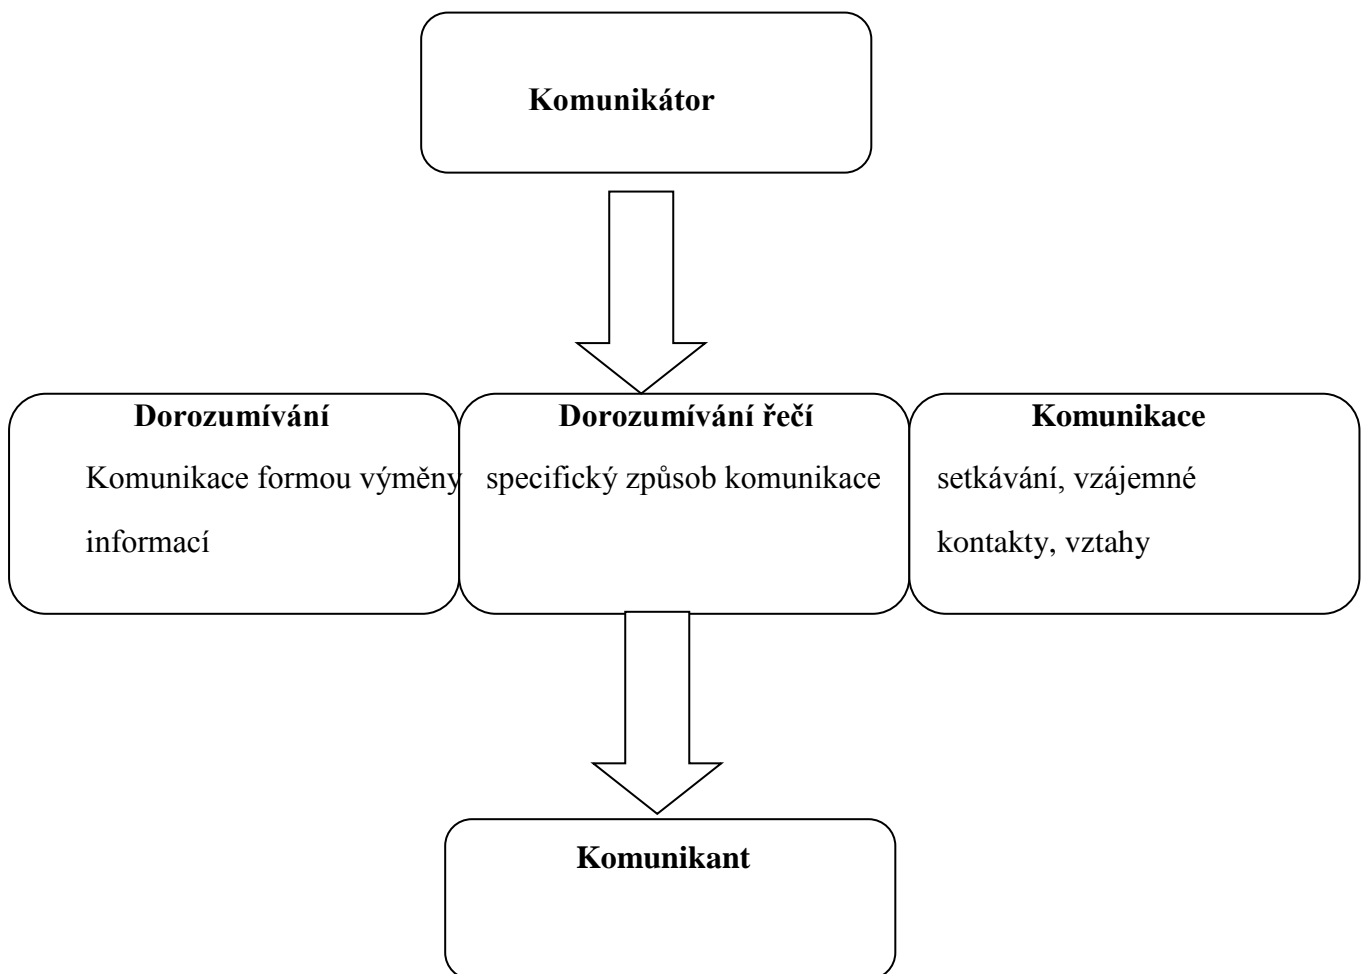 Komunikátor
Dorozumívání
Komunikace formou výměny
informací
Dorozumívání řečí
specifický způsob komunikace
Komunikace
setkávání, vzájemné
kontakty, vztahy
Komunikant